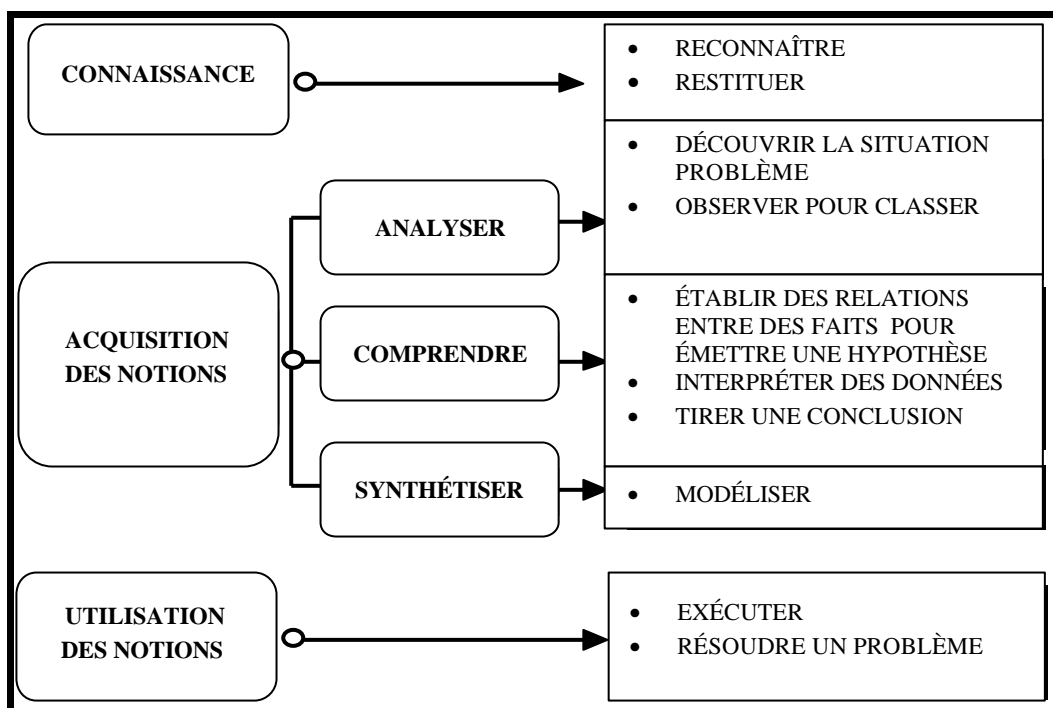 CONNAISSANCE
• RECONNAÎTRE
• RESTITUER
• DÉCOUVRIR LA SITUATION
PROBLÈME
• OBSERVER POUR CLASSER
ANALYSER
ACQUISITION
DES NOTIONS
COMPRENDRE
• ÉTABLIR DES RELATIONS
ENTRE DES FAITS POUR
ÉMETTRE UNE HYPOTHÈSE
• INTERPRÉTER DES DONNÉES
• TIRER UNE CONCLUSION
SYNTHÉTISER
• MODÉLISER
UTILISATION
DES NOTIONS
• EXÉCUTER
• RÉSOUDRE UN PROBLÈME